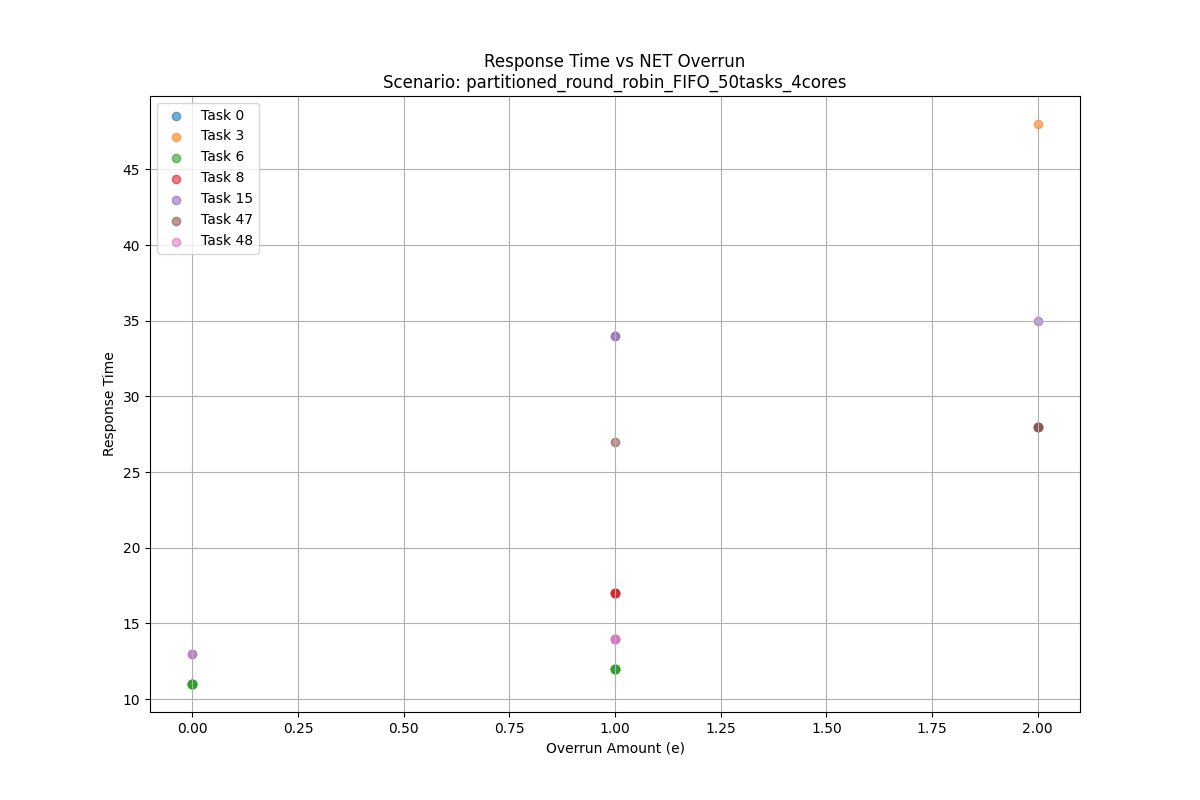 Response Time vs NET Overrun
Scenario: partitioned_round_robin_FIFO_50tasks_4cores
Task 0
Task 3
Task 6
Task 8
Task 15
Task 47
Task 48
Response Time
45
40
35
30
25
20
15
10
0.00 0.25 0.50 0.75 1.00 1.25 1.50 1.75 2.00
Overrun Amount (e)